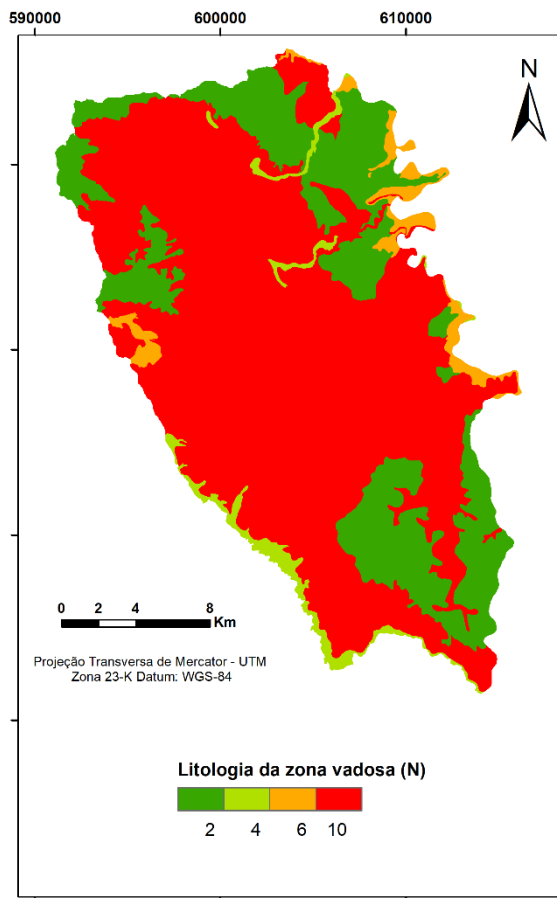 590000 600000 610000
N
0 2 4 8
Km
Projeção Transversa de Mercator - UTM
Zona 23-K Datum: WGS-84
Litologia da zona vadosa (N)
2 4 6 10